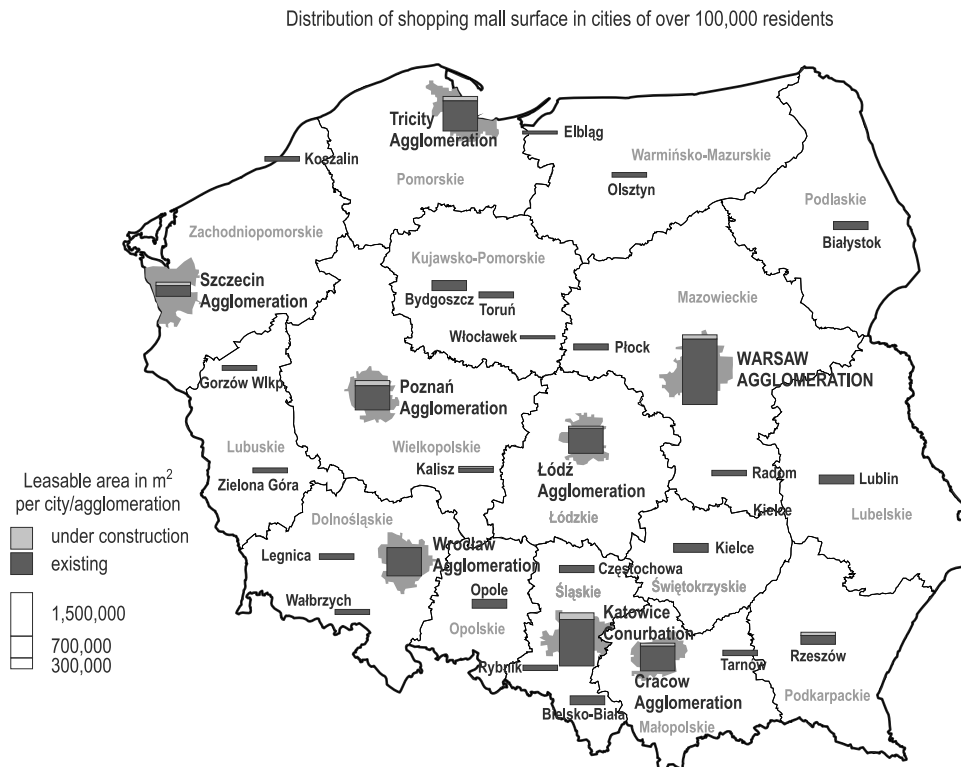 Distribution of shopping mall surface in cities of over 100,000 residents
Tricity
Agglomeration
Elbląg
Koszalin
Warmińsko-Mazurskie
Pomorskie
Olsztyn
Podlaskie
Białystok
Zachodniopomorskie
Kujawsko-Pomorskie
Szczecin
Agglomeration
Bydgoszcz
Toruń
Mazowieckie
Włocławek
Płock
WARSAW
AGGLOMERATION
Gorzów Wlkp.
Poznań
Agglomeration
Lubuskie
Wielkopolskie
Kalisz
Zielona Góra
Łódź
Agglomeration
Łódzkie
Radom
Kielce
Lublin
Lubelskie
Leasable area in m²
per city/agglomeration
under construction
existing
1,500,000
700,000
300,000
Dolnośląskie
Legnica
Wrocław
Agglomeration
Wałbrzych
Opole
Opolskie
Częstochowa
Śląskie
Kielce
Świętokrzyskie
Katowice
Conurbation
Rybnik
Bielsko-Biała
Cracow
Agglomeration
Małopolskie
Tarnów
Rzeszów
Podkarpackie